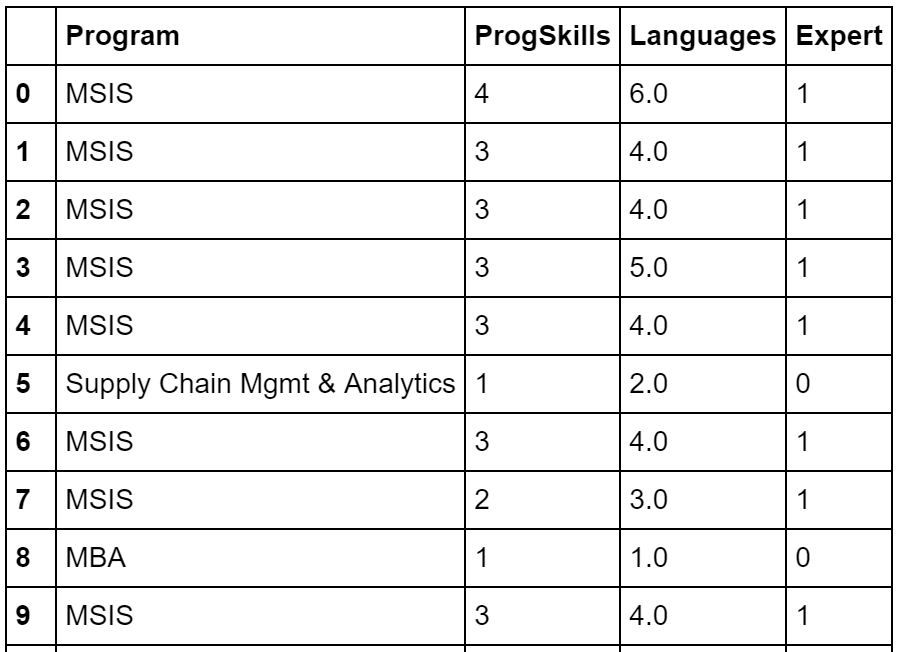 Program ProgSkills Languages Expert
0 MSIS 4 6.0 1
1 MSIS 3 4.0 1
2 MSIS 3 4.0 1
3 MSIS 3 5.0 1
4 MSIS 3 4.0 1
5 Supply Chain Mgmt & Analytics 1 2.0 0
6 MSIS 3 4.0 1
7 MSIS 2 3.0 1
8 MBA 1 1.0 0
9 MSIS 3 4.0 1